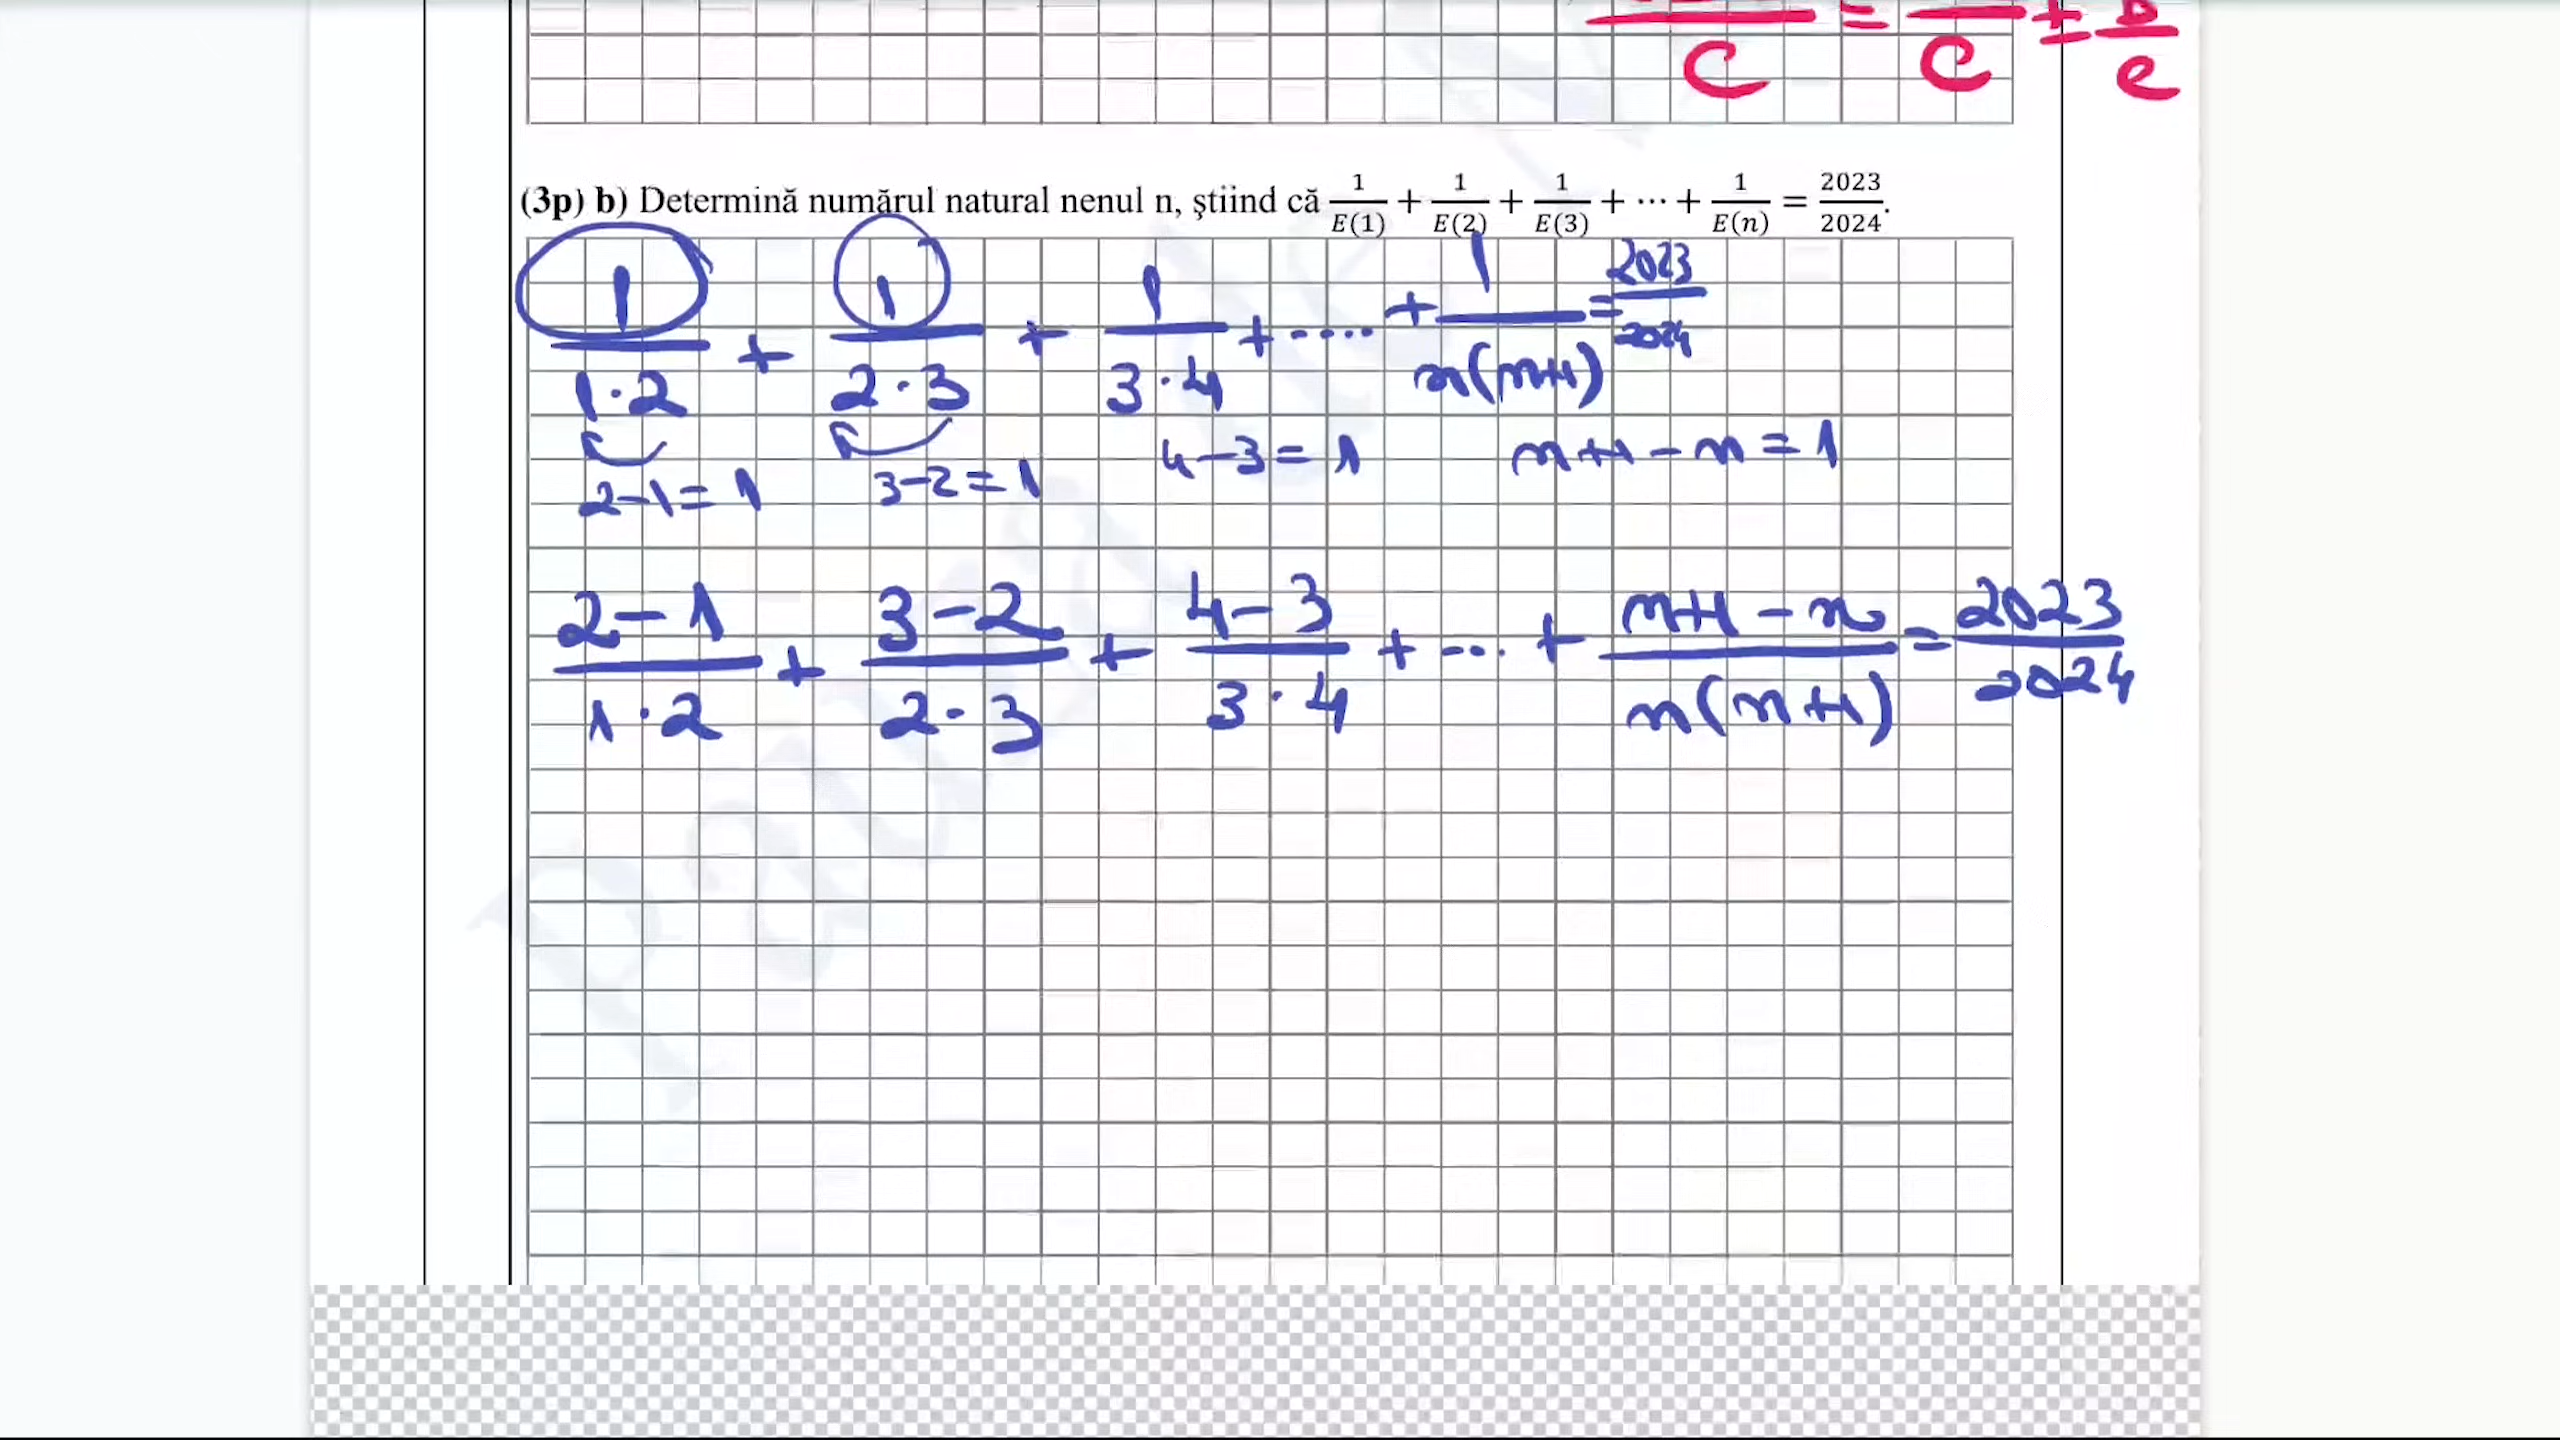 C = C ± e
(3p) b) Determină numărul natural nenul n, ştiind că 1/E(1) + 1/E(2) + 1/E(3) + ⋯ + 1/E(n) = 2023/2024.
1/1·2 + 1/2·3 + 1/3·4 + .... + 1/n(n+1) = 2023/2024
2-1=1 3-2=1 4-3=1 n+1-n=1
2-1/1·2 + 3-2/2·3 + 4-3/3·4 + ... + n+1-n/n(n+1) = 2023/2024